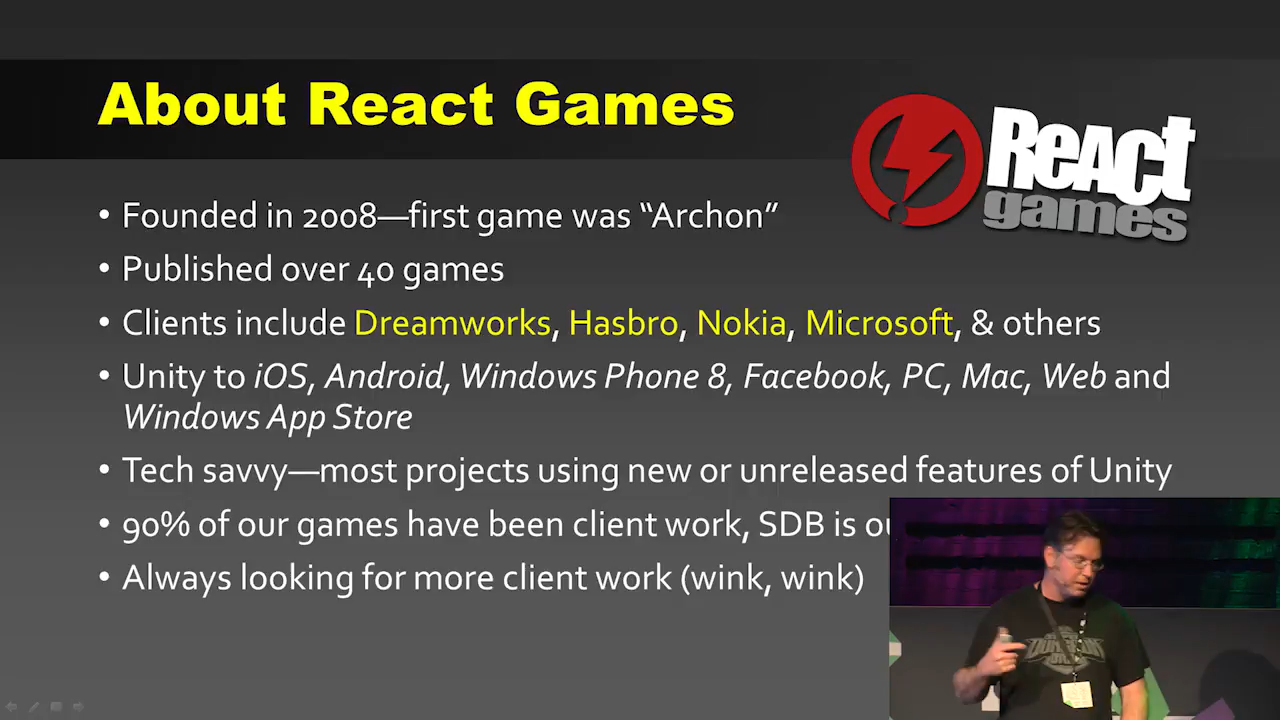 About React Games
React
games
• Founded in 2008—first game was “Archon”
• Published over 40 games
• Clients include Dreamworks, Hasbro, Nokia, Microsoft, & others
• Unity to iOS, Android, Windows Phone 8, Facebook, PC, Mac, Web and
Windows App Store
• Tech savvy—most projects using new or unreleased features of Unity
• 90% of our games have been client work, SDB is
• Always looking for more client work (wink, wink)
DUNGEON